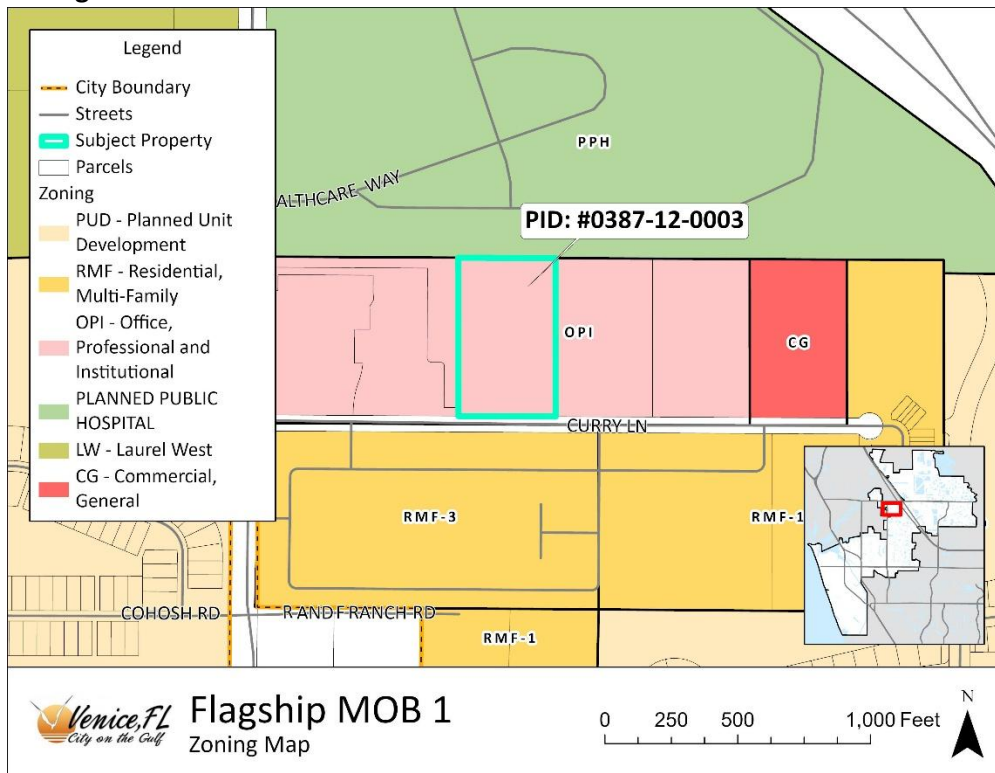 Legend
City Boundary
Streets
Subject Property
Parcels
Zoning
PUD - Planned Unit
Development
RMF - Residential,
Multi-Family
OPI - Office,
Professional and
Institutional
PLANNED PUBLIC
HOSPITAL
LW - Laurel West
CG - Commercial,
General
PPH
ALTHCARE WAY
PID: #0387-12-0003
OPI
CG
CURRY LN
RMF-3
RMF-1
COHOSH RD
RANDF RANCH RD
RMF-1
Venice, FL
City on the Gulf
Flagship MOB 1
Zoning Map
0 250 500 1,000 Feet
N